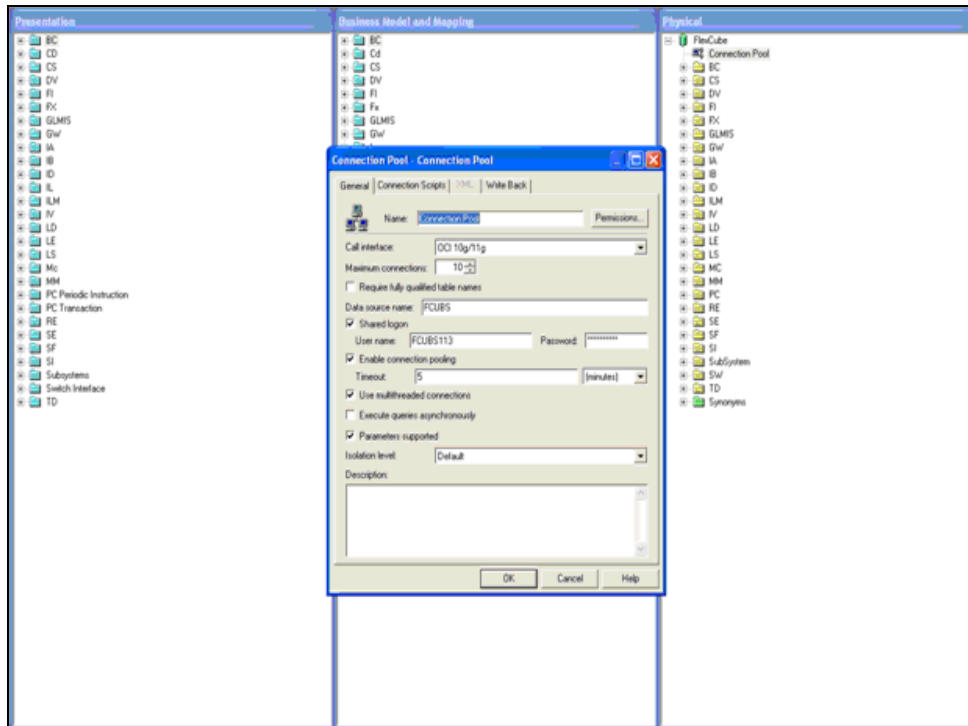 Presentation
BC
CD
CS
DV
FI
FX
GLMIS
GW
IA
IB
ID
IL
ILM
IV
LD
LE
LS
Mc
MM
PC Periodic Instruction
PC Transaction
RE
SE
SF
SI
Subsystems
Switch Interface
TD
Business Model and Mapping
BC
Cd
CS
DV
FI
Fx
GLMIS
GW
Physical
FlexCube
Connection Pool
BC
CS
DV
FI
FX
GLMIS
GW
IA
IB
ID
ILM
IV
LD
LE
LS
MC
MM
PC
RE
SE
SF
SI
SubSystem
SW
TD
Synonyms
Connection Pool - Connection Pool
General Connection Scripts XML Write Back
Name: Connection Pool Permissions...
Call interface: OCI 10g/11g
Maximum connections: 10
Require fully qualified table names
Data source name: FCUBS
Shared logon
User name: FCUBS113 Password: **********
Enable connection pooling
Timeout: 5 (minutes)
Use multithreaded connections
Execute queries asynchronously
Parameters supported
Isolation level: Default
Description:
OK Cancel Help